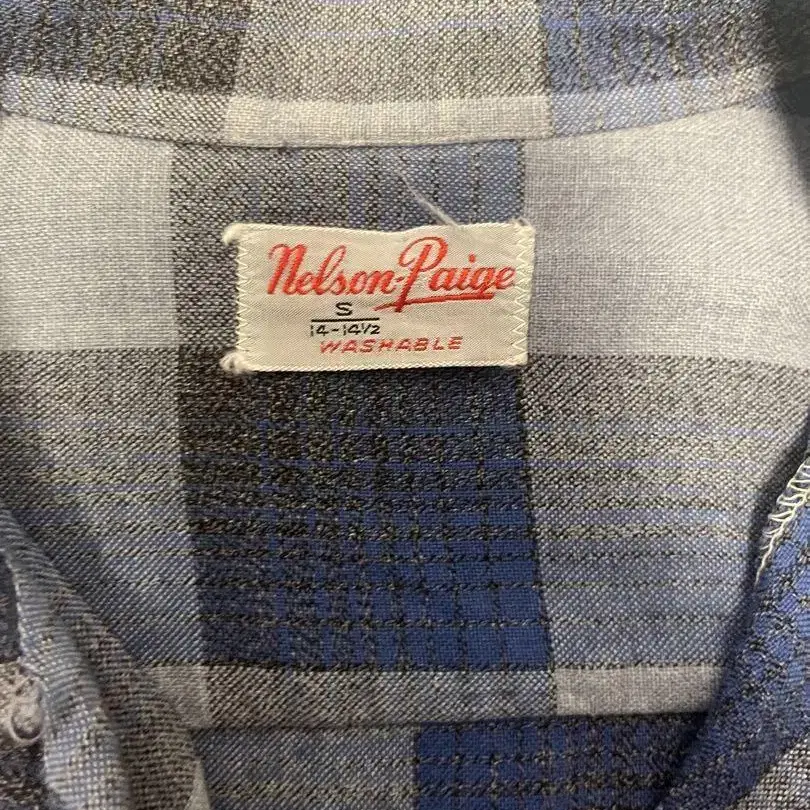 Nelson-Paige
S
14-14½
WASHABLE